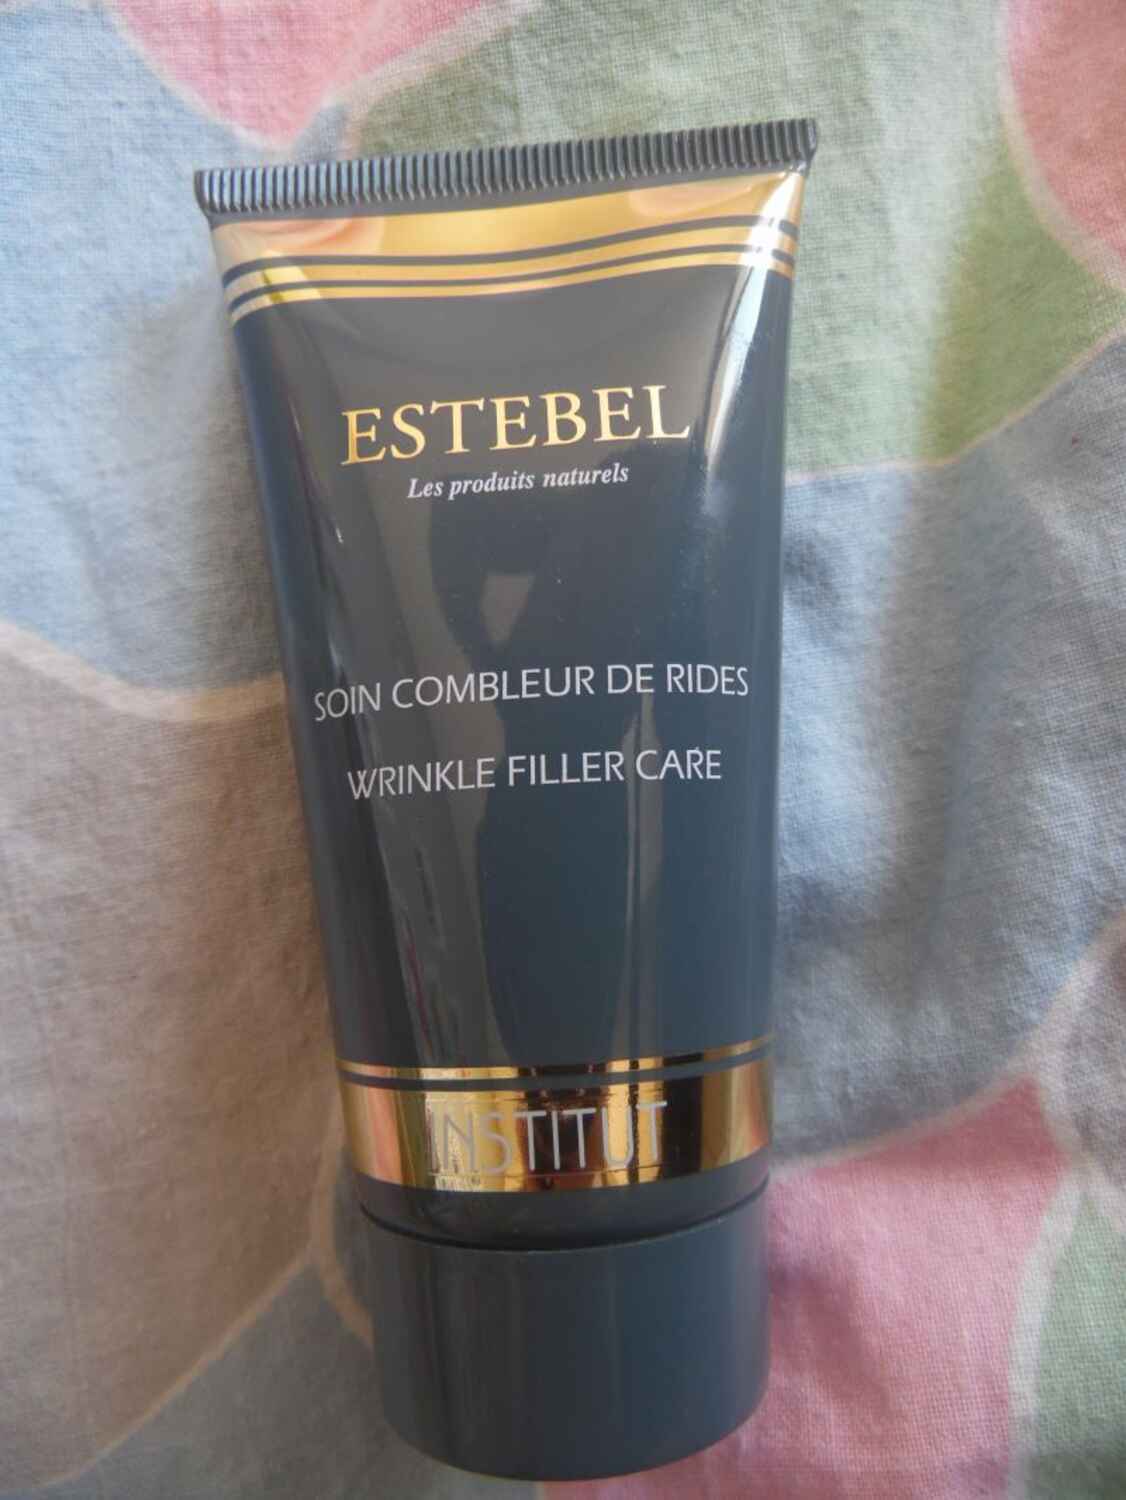 ESTEBEL
Les produits naturels
SOIN COMBLEUR DE RIDES
WRINKLE FILLER CARE
INSTITUT